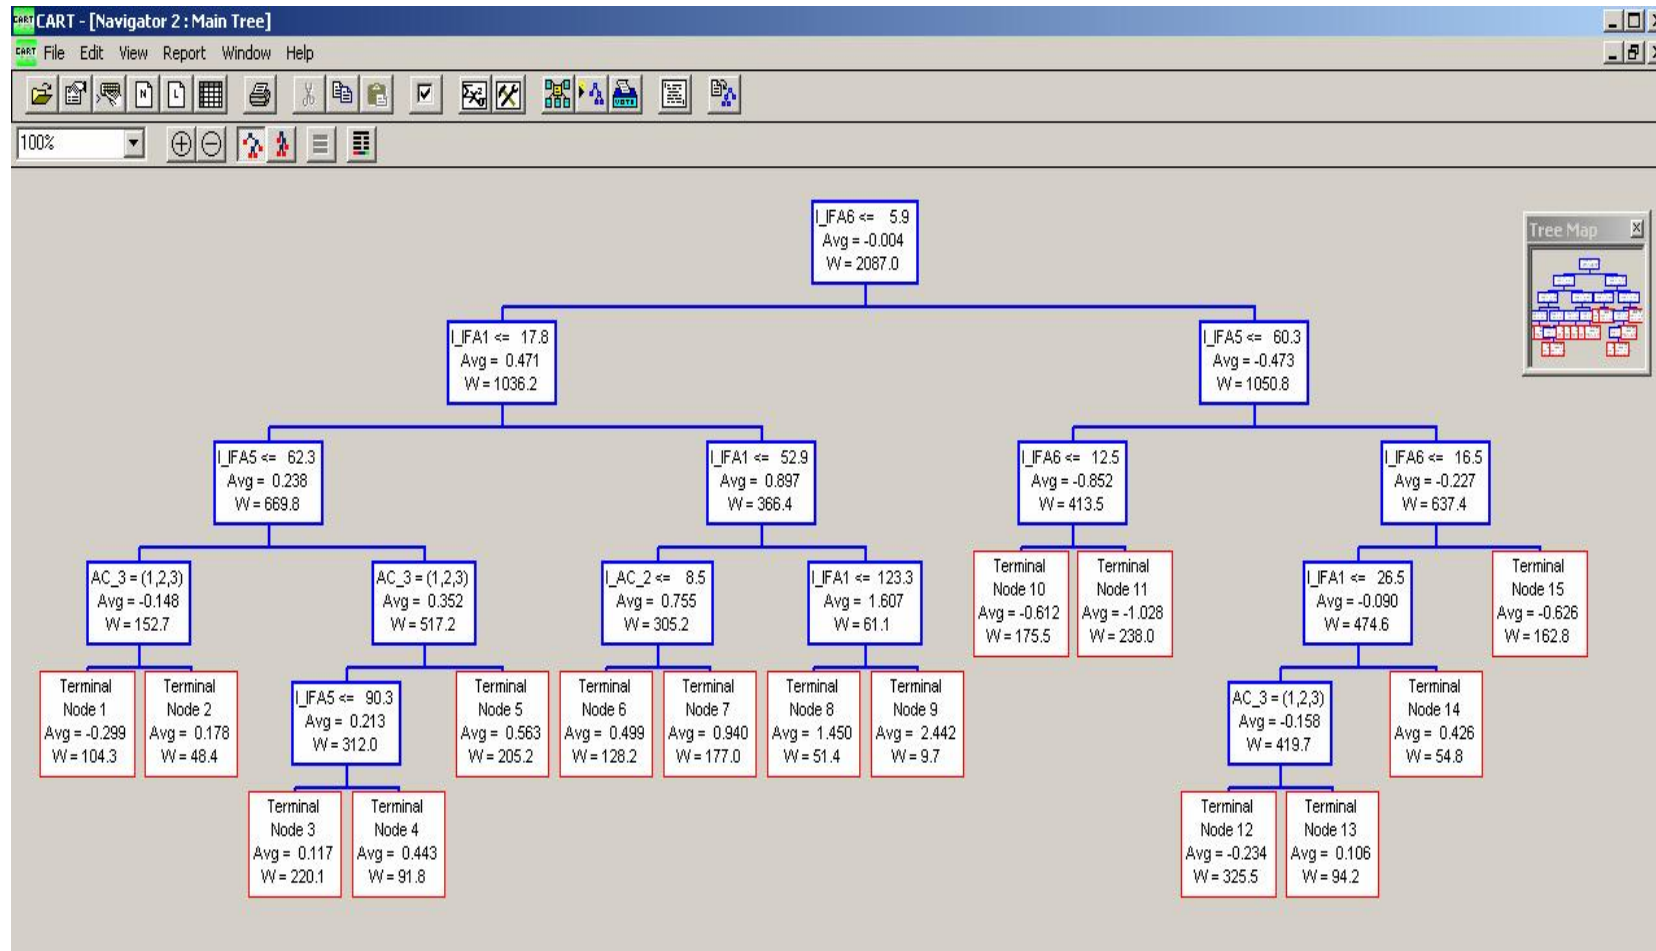 CART - [Navigator 2 : Main Tree]
File Edit View Report Window Help
100%
Tree Map
I_IFA6 <= 5.9
Avg = -0.004
W = 2087.0
I_IFA1 <= 17.8
Avg = 0.471
W = 1036.2
I_IFA5 <= 60.3
Avg = -0.473
W = 1050.8
I_IFA5 <= 62.3
Avg = 0.238
W = 669.8
I_IFA1 <= 52.9
Avg = 0.897
W = 366.4
I_IFA6 <= 12.5
Avg = -0.852
W = 413.5
I_IFA6 <= 16.5
Avg = -0.227
W = 637.4
AC_3 = (1,2,3)
Avg = -0.148
W = 152.7
AC_3 = (1,2,3)
Avg = 0.352
W = 517.2
I_AC_2 <= 8.5
Avg = 0.755
W = 305.2
I_IFA1 <= 123.3
Avg = 1.607
W = 61.1
Terminal
Node 10
Avg = -0.612
W = 175.5
Terminal
Node 11
Avg = -1.028
W = 238.0
I_IFA1 <= 26.5
Avg = -0.090
W = 474.6
Terminal
Node 15
Avg = -0.626
W = 162.8
Terminal
Node 1
Avg = -0.299
W = 104.3
Terminal
Node 2
Avg = 0.178
W = 48.4
I_IFA5 <= 90.3
Avg = 0.213
W = 312.0
Terminal
Node 5
Avg = 0.563
W = 205.2
Terminal
Node 6
Avg = 0.499
W = 128.2
Terminal
Node 7
Avg = 0.940
W = 177.0
Terminal
Node 8
Avg = 1.450
W = 51.4
Terminal
Node 9
Avg = 2.442
W = 9.7
AC_3 = (1,2,3)
Avg = -0.158
W = 419.7
Terminal
Node 14
Avg = 0.426
W = 54.8
Terminal
Node 3
Avg = 0.117
W = 220.1
Terminal
Node 4
Avg = 0.443
W = 91.8
Terminal
Node 12
Avg = -0.234
W = 325.5
Terminal
Node 13
Avg = 0.106
W = 94.2